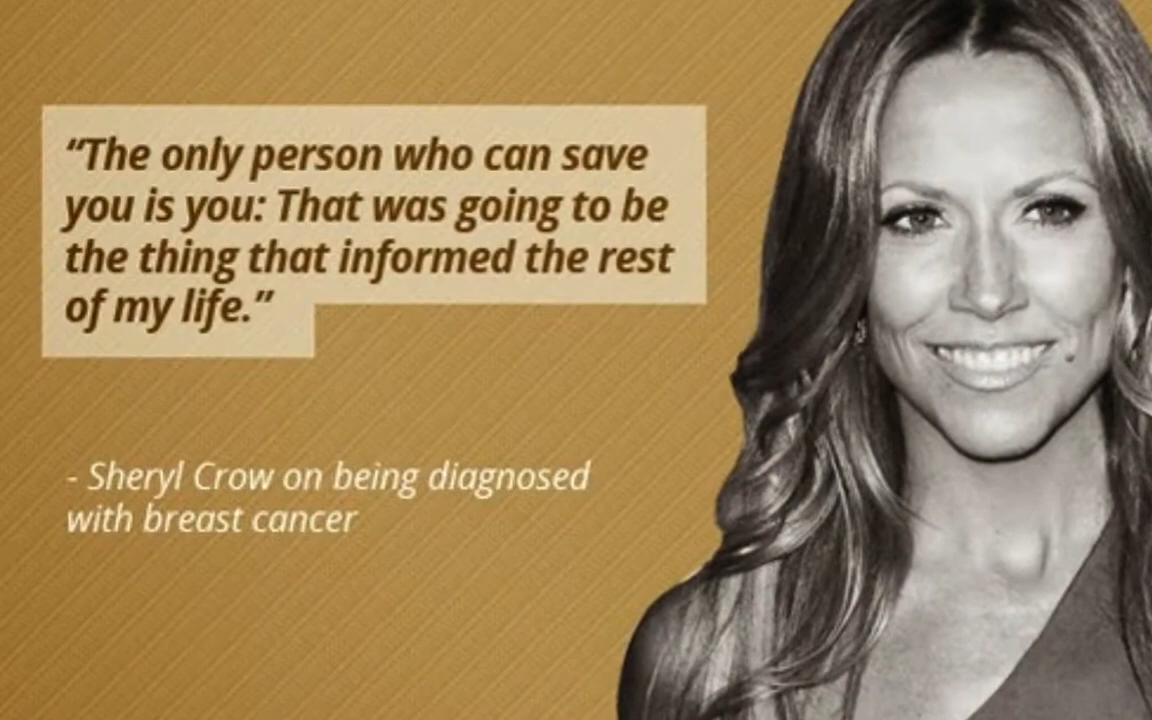 “The only person who can save
you is you: That was going to be
the thing that informed the rest
of my life.”
- Sheryl Crow on being diagnosed
with breast cancer